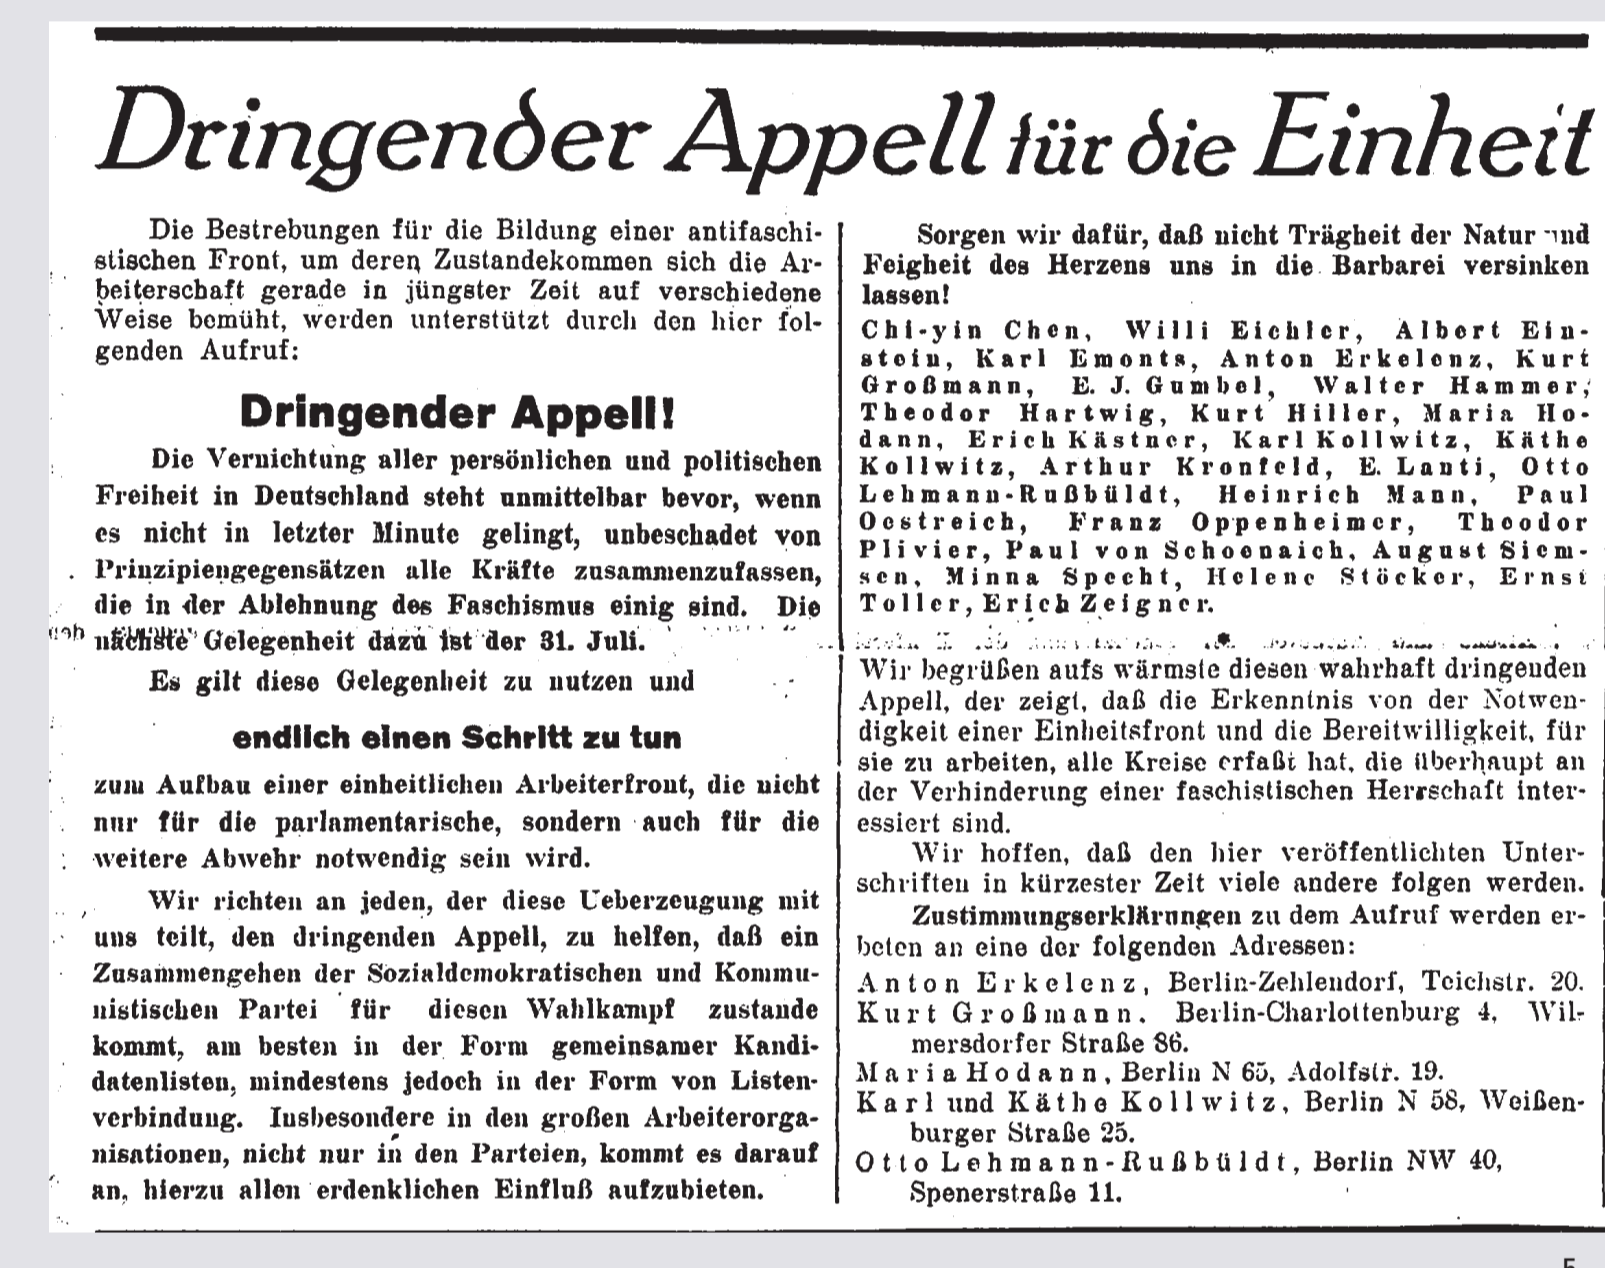 Dringender Appell für die Einheit
Die Bestrebungen für die Bildung einer antifaschi-
stischen Front, um deren Zustandekommen sich die Ar-
beiterschaft gerade in jüngster Zeit auf verschiedene
Weise bemüht, werden unterstützt durch den hier fol-
genden Aufruf:
Dringender Appell!
Die Vernichtung aller persönlichen und politischen
Freiheit in Deutschland steht unmittelbar bevor, wenn
es nicht in letzter Minute gelingt, unbeschadet von
Prinzipiengegensätzen alle Kräfte zusammenzufassen,
die in der Ablehnung des Faschismus einig sind. Die
nächste Gelegenheit dazu ist der 31. Juli.
Es gilt diese Gelegenheit zu nutzen und
endlich einen Schritt zu tun
zum Aufbau einer einheitlichen Arbeiterfront, die nicht
nur für die parlamentarische, sondern auch für die
weitere Abwehr notwendig sein wird.
Wir richten an jeden, der diese Ueberzeugung mit
uns teilt, den dringenden Appell, zu helfen, daß ein
Zusammengehen der Sozialdemokratischen und Kommu-
nistischen Partei für diesen Wahlkampf zustande
kommt, am besten in der Form gemeinsamer Kandi-
datenlisten, mindestens jedoch in der Form von Listen-
verbindung. Insbesondere in den großen Arbeiterorga-
nisationen, nicht nur in den Parteien, kommt es darauf
an, hierzu allen erdenklichen Einfluß aufzubieten.
Sorgen wir dafür, daß nicht Trägheit der Natur und
Feigheit des Herzens uns in die Barbarei versinken
lassen!
Chi-yin Chen, Willi Eichler, Albert Ein-
stein, Karl Emonts, Anton Erkelenz, Kurt
Großmann, E. J. Gumbel, Walter Hammer,
Theodor Hartwig, Kurt Hiller, Maria Ho-
dann, Erich Kästner, Karl Kollwitz, Käthe
Kollwitz, Arthur Kronfeld, E. Lanti, Otto
Lehmann-Rußbüldt, Heinrich Mann, Paul
Oestreich, Franz Oppenheimer, Theodor
Plivier, Paul von Schoenaich, August Siem-
sen, Minna Specht, Helene Stöcker, Ernst
Toller, Erich Zeigner.
Wir begrüßen aufs wärmste diesen wahrhaft dringenden
Appell, der zeigt, daß die Erkenntnis von der Notwen-
digkeit einer Einheitsfront und die Bereitwilligkeit, für
sie zu arbeiten, alle Kreise erfaßt hat, die überhaupt an
der Verhinderung einer faschistischen Herrschaft inter-
essiert sind.
Wir hoffen, daß den hier veröffentlichten Unter-
schriften in kürzester Zeit viele andere folgen werden.
Zustimmungserklärungen zu dem Aufruf werden er-
beten an eine der folgenden Adressen:
Anton Erkelenz, Berlin-Zehlendorf, Teichstr. 20.
Kurt Großmann. Berlin-Charlottenburg 4, Wil-
mersdorfer Straße 86.
Maria Hodann, Berlin N 65, Adolfstr. 19.
Karl und Käthe Kollwitz, Berlin N 58, Weißen-
burger Straße 25.
Otto Lehmann-Rußbüldt, Berlin NW 40,
Spenerstraße 11.